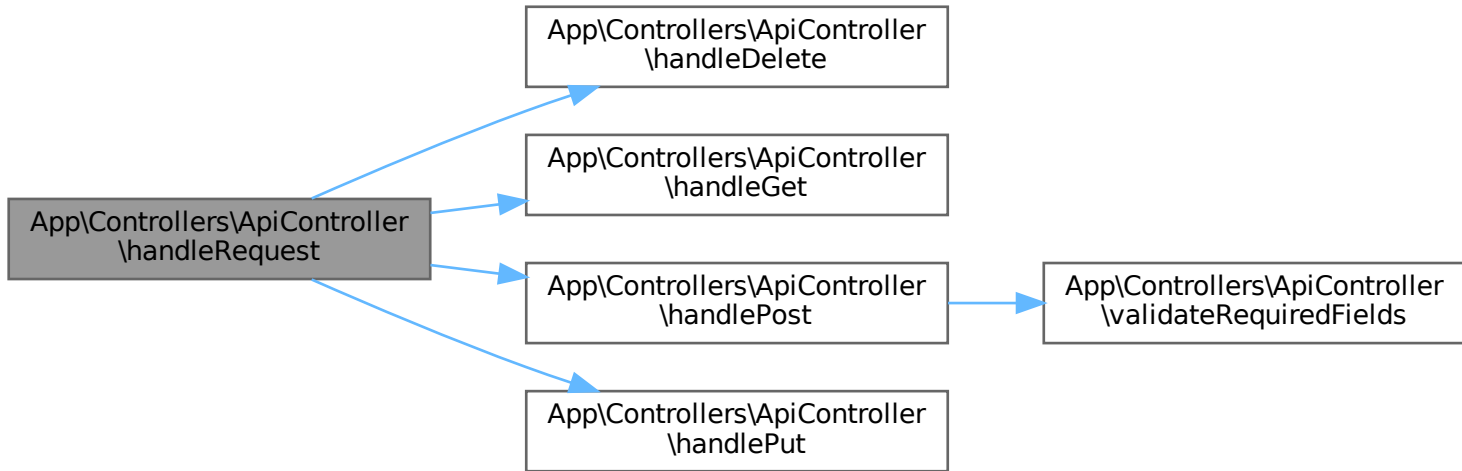 App\Controllers\ApiController
\handleRequest
App\Controllers\ApiController
\handleDelete
App\Controllers\ApiController
\handleGet
App\Controllers\ApiController
\handlePost
App\Controllers\ApiController
\handlePut
App\Controllers\ApiController
\validateRequiredFields